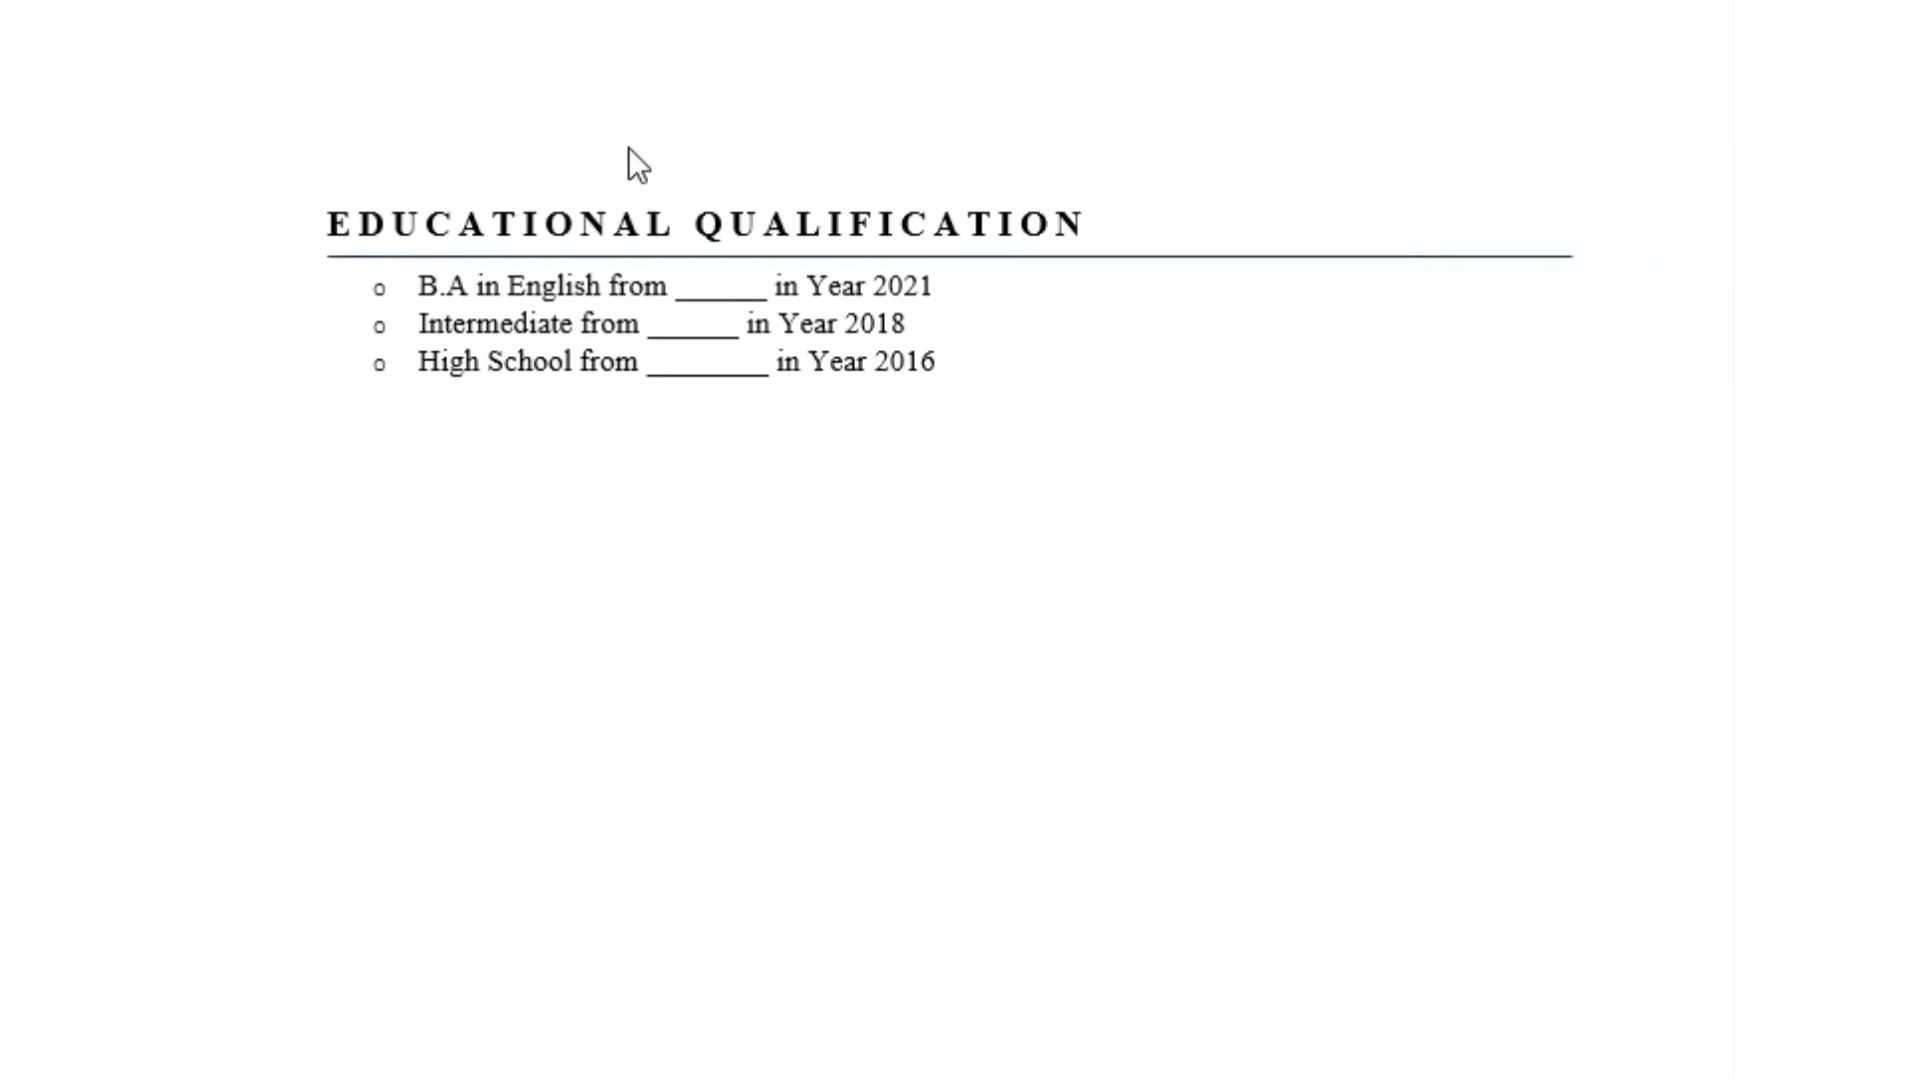 EDUCATIONAL QUALIFICATION
o B.A in English from ______ in Year 2021
o Intermediate from ______ in Year 2018
o High School from ________ in Year 2016